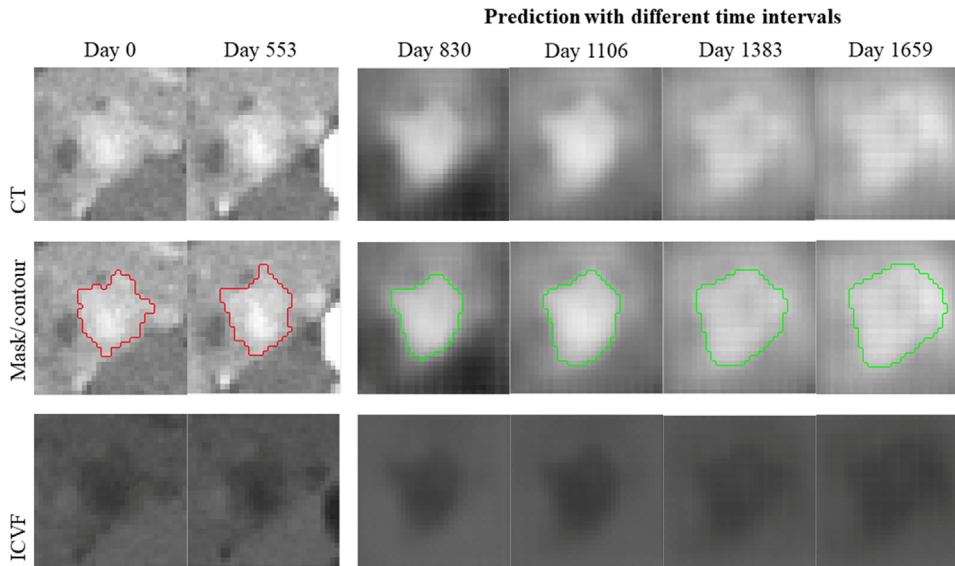 Prediction with different time intervals
Day 0 Day 553 Day 830 Day 1106 Day 1383 Day 1659
CT
Mask/contour
ICVF